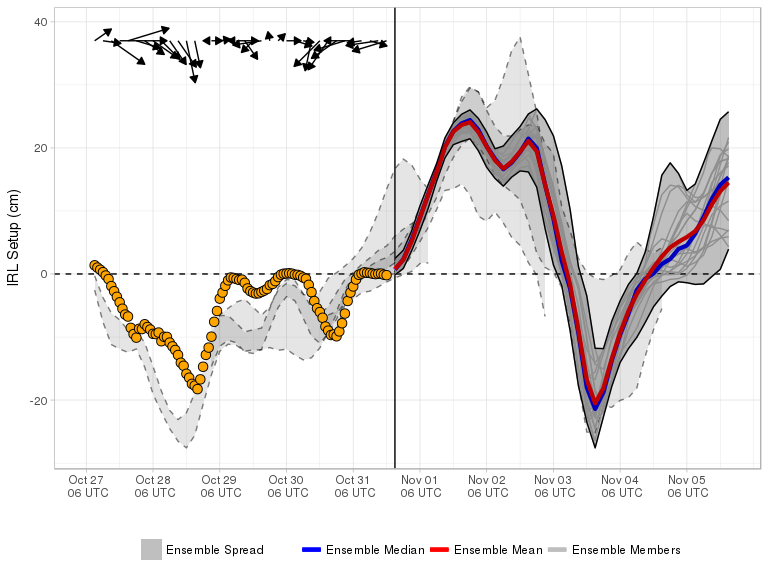 40
20
0
-20
IRL Setup (cm)
Oct 27 Oct 28 Oct 29 Oct 30 Oct 31 Nov 01 Nov 02 Nov 03 Nov 04 Nov 05
06 UTC 06 UTC 06 UTC 06 UTC 06 UTC 06 UTC 06 UTC 06 UTC 06 UTC 06 UTC
Ensemble Spread Ensemble Median Ensemble Mean Ensemble Members